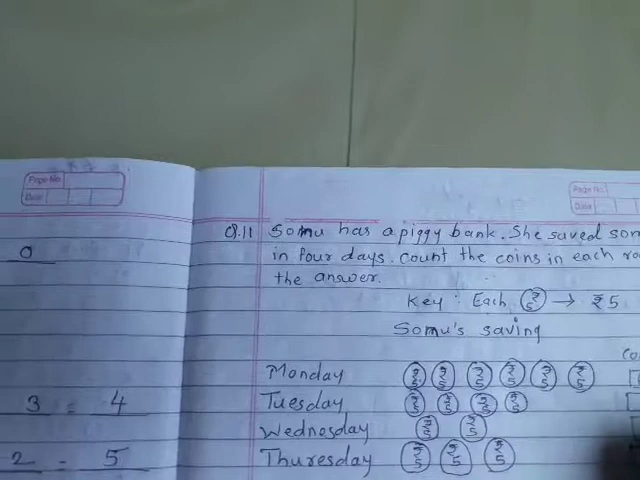 Page No.
Date
Page No.
Date
0
3 = 4
2 - 5
Q.11 Somu has a piggy bank. She saved
in four days. count the coins in each
the answer.
Key : Each ₹5 → ₹5
Somu's saving
Monday ₹5 ₹5 ₹5 ₹5 ₹5 ₹5
Tuesday ₹5 ₹5 ₹5 ₹5
Wednesday ₹5 ₹5
Thuresday ₹5 ₹5 ₹5